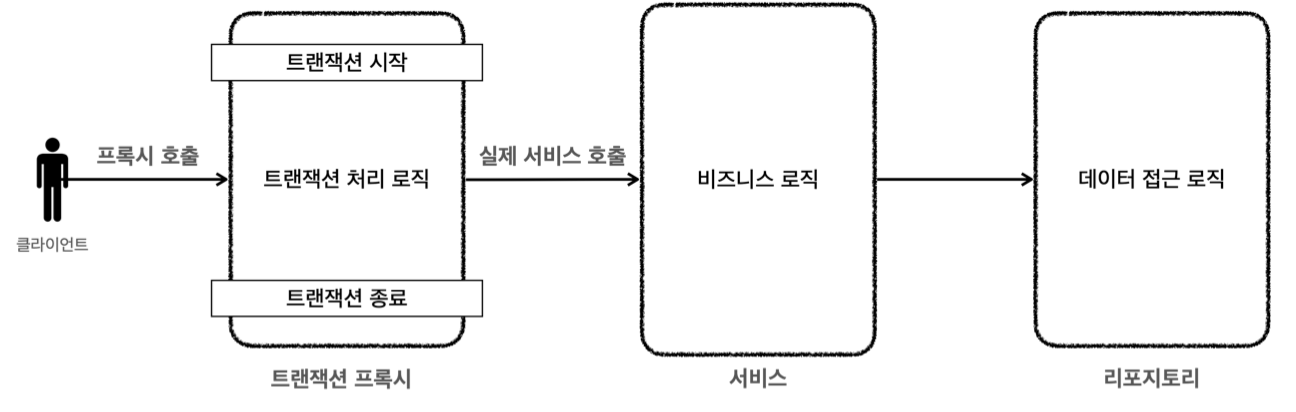 트랜잭션 시작
프록시 호출
실제 서비스 호출
트랜잭션 처리 로직
비즈니스 로직
데이터 접근 로직
클라이언트
트랜잭션 종료
트랜잭션 프록시
서비스
리포지토리